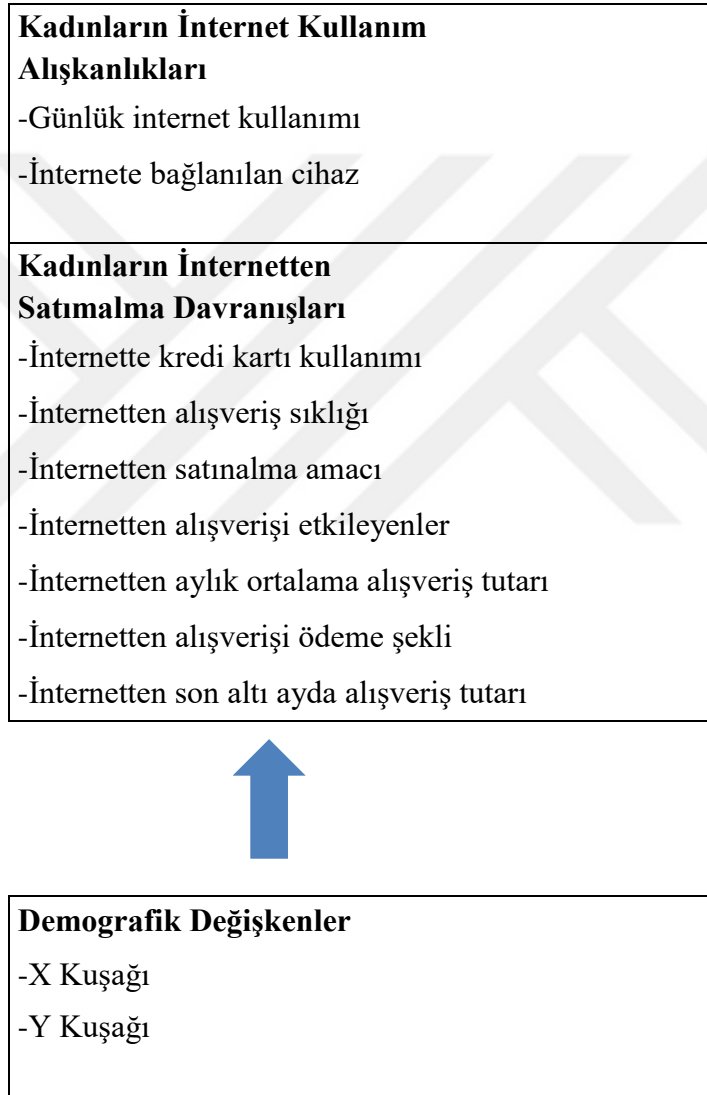 Kadınların İnternet Kullanım
Alışkanlıkları
-Günlük internet kullanımı
-İnternete bağlanılan cihaz
Kadınların İnternetten
Satımalma Davranışları
-İnternette kredi kartı kullanımı
-İnternetten alışveriş sıklığı
-İnternetten satınalma amacı
-İnternetten alışverişi etkileyenler
-İnternetten aylık ortalama alışveriş tutarı
-İnternetten alışverişi ödeme şekli
-İnternetten son altı ayda alışveriş tutarı
Demografik Değişkenler
-X Kuşağı
-Y Kuşağı